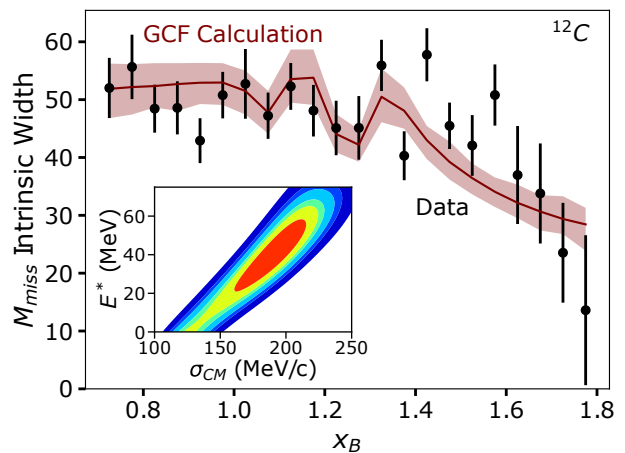 GCF Calculation
¹²C
Data
M_miss Intrinsic Width
60
50
40
30
20
10
0
0.8 1.0 1.2 1.4 1.6 1.8
x_B
E* (MeV)
60
40
20
0
100 150 200 250
σ_CM (MeV/c)